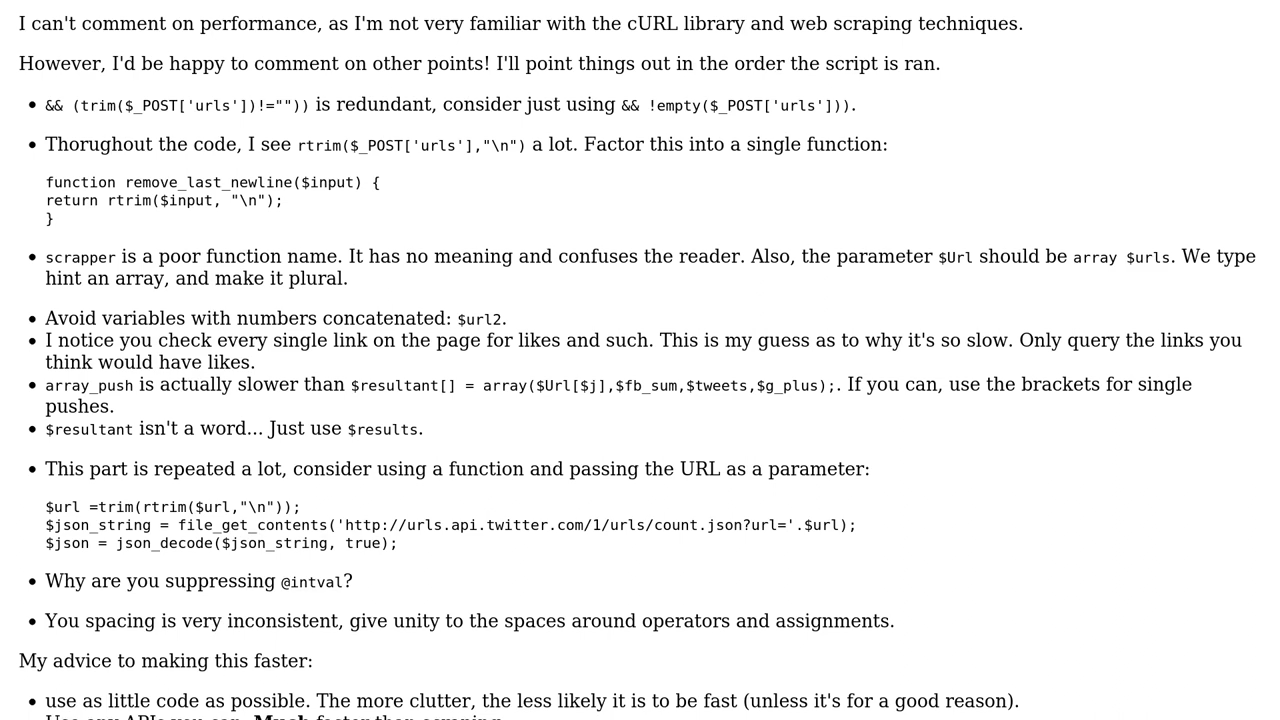 I can't comment on performance, as I'm not very familiar with the cURL library and web scraping techniques.
However, I'd be happy to comment on other points! I'll point things out in the order the script is ran.
• && (trim($_POST['urls'])!="")) is redundant, consider just using && !empty($_POST['urls'])).
• Thorughout the code, I see rtrim($_POST['urls'],"\n") a lot. Factor this into a single function:
function remove_last_newline($input) {
return rtrim($input, "\n");
}
• scrapper is a poor function name. It has no meaning and confuses the reader. Also, the parameter $Url should be array $urls. We type
hint an array, and make it plural.
• Avoid variables with numbers concatenated: $url2.
• I notice you check every single link on the page for likes and such. This is my guess as to why it's so slow. Only query the links you
think would have likes.
• array_push is actually slower than $resultant[] = array($Url[$j],$fb_sum,$tweets,$g_plus);. If you can, use the brackets for single
pushes.
• $resultant isn't a word... Just use $results.
• This part is repeated a lot, consider using a function and passing the URL as a parameter:
$url =trim(rtrim($url,"\n"));
$json_string = file_get_contents('http://urls.api.twitter.com/1/urls/count.json?url='.$url);
$json = json_decode($json_string, true);
• Why are you suppressing @intval?
• You spacing is very inconsistent, give unity to the spaces around operators and assignments.
My advice to making this faster:
• use as little code as possible. The more clutter, the less likely it is to be fast (unless it's for a good reason).
• Use any APIs you can. Much faster than scraping.